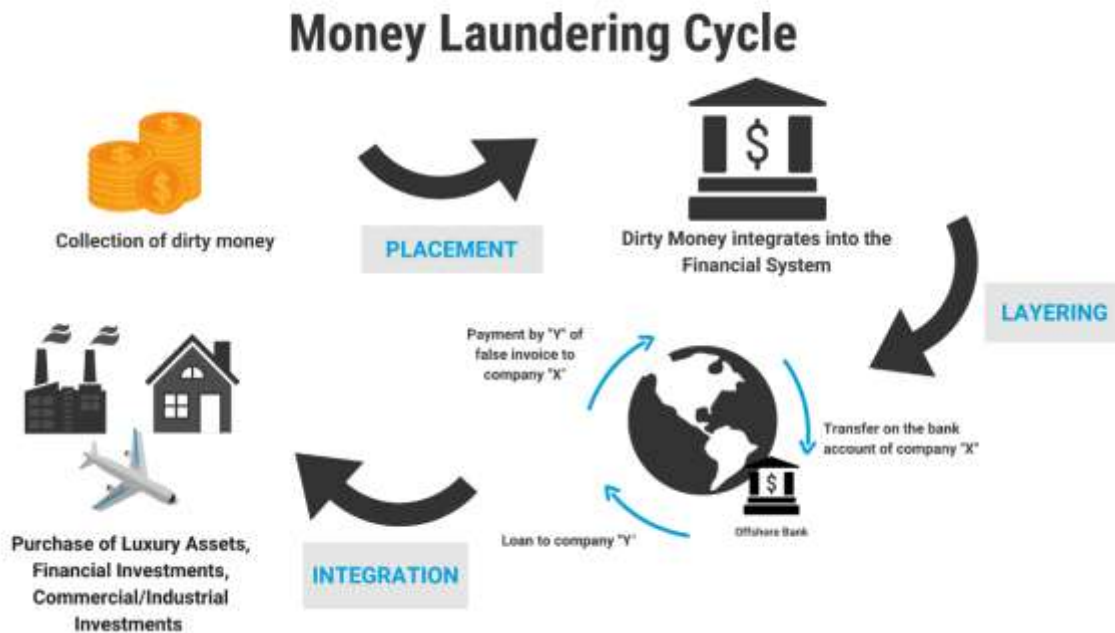 Money Laundering Cycle
$
Collection of dirty money
PLACEMENT
$
Dirty Money integrates into the
Financial System
LAYERING
Payment by "Y" of
false invoice to
company "X"
Transfer on the bank
account of company "X"
$
Offshore Bank
Loan to company "Y"
INTEGRATION
Purchase of Luxury Assets,
Financial Investments,
Commercial/Industrial
Investments